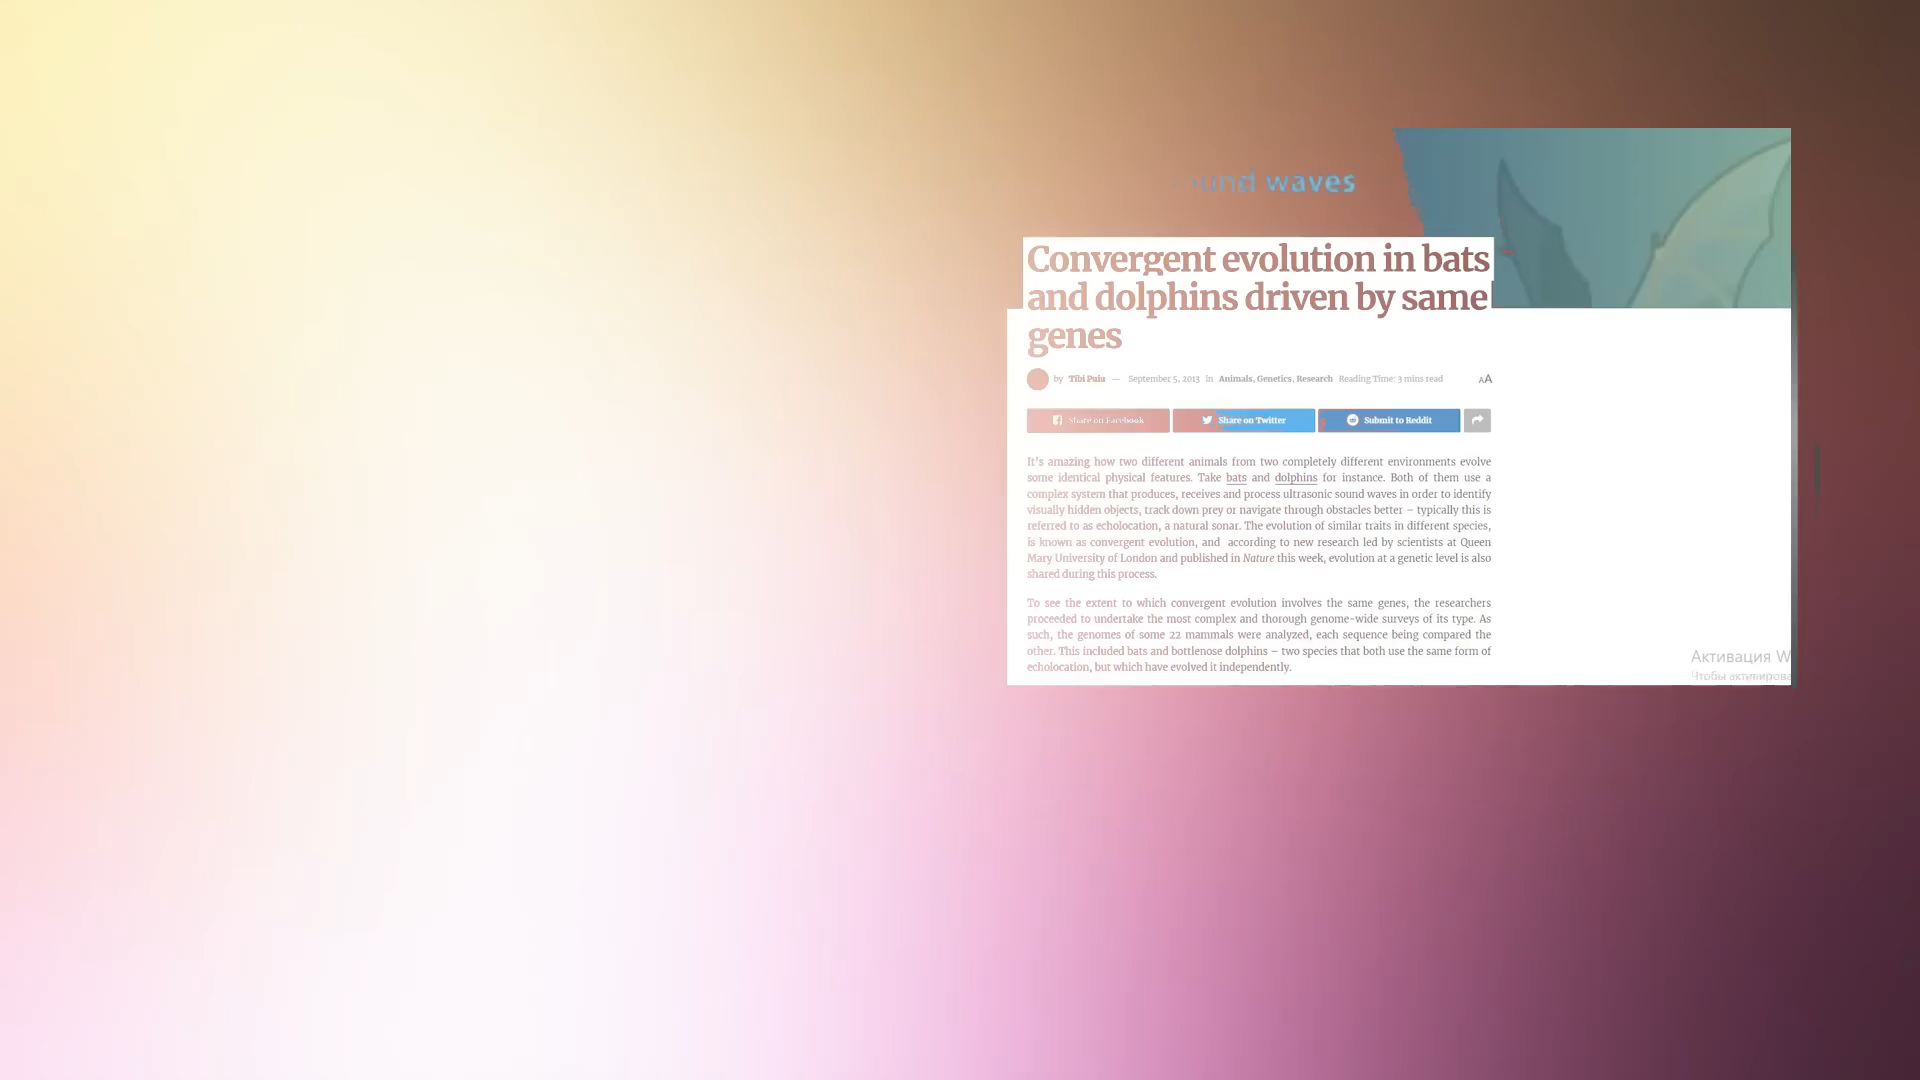 waves
Convergent evolution in bats
and dolphins driven by same
genes
by Tibi Puiu — September 5, 2013 in Animals, Genetics, Research Reading Time: 3 mins read AA
Share on Facebook Share on Twitter Submit to Reddit
It's amazing how two different animals from two completely different environments evolve
some identical physical features. Take bats and dolphins for instance. Both of them use a
complex system that produces, receives and process ultrasonic sound waves in order to identify
visually hidden objects, track down prey or navigate through obstacles better – typically this is
referred to as echolocation, a natural sonar. The evolution of similar traits in different species,
is known as convergent evolution, and according to new research led by scientists at Queen
Mary University of London and published in Nature this week, evolution at a genetic level is also
shared during this process.
To see the extent to which convergent evolution involves the same genes, the researchers
proceeded to undertake the most complex and thorough genome-wide surveys of its type. As
such, the genomes of some 22 mammals were analyzed, each sequence being compared the
other. This included bats and bottlenose dolphins – two species that both use the same form of
echolocation, but which have evolved it independently.
Активация W
Чтобы активирова